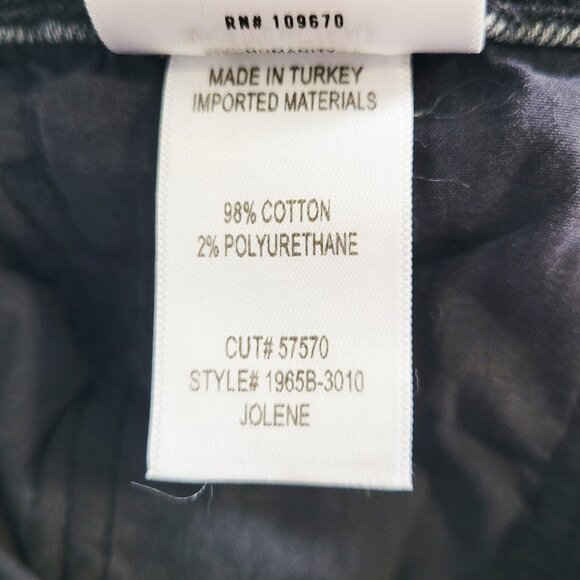 RN# 109670
MADE IN TURKEY
IMPORTED MATERIALS
98% COTTON
2% POLYURETHANE
CUT# 57570
STYLE# 1965B-3010
JOLENE